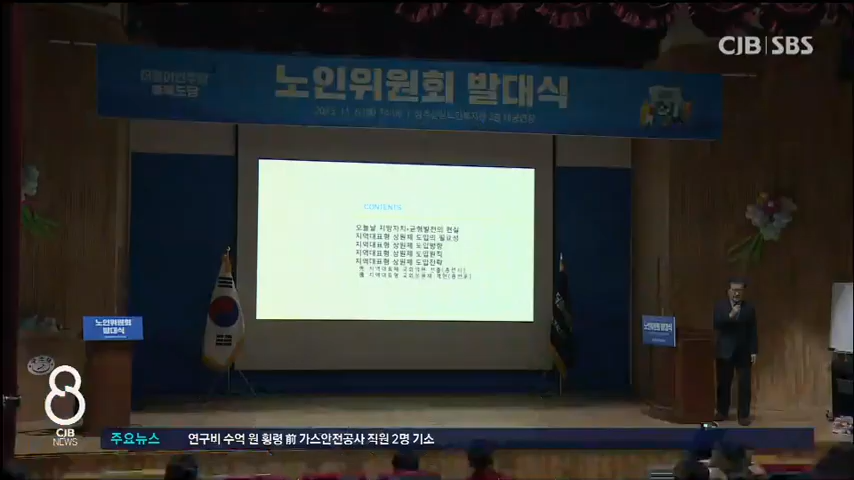 CJB SBS
더불어민주당
충북도당
노인위원회 발대식
CONTENTS
오늘날 지방자치·균형발전의 현실
지역대표형 상원제 도입의 필요성
지역대표형 상원제 도입방향
지역대표형 상원제 도입원칙
지역대표형 상원제 도입전략
노인위원회
발대식
노인위원회
발대식
8
CJB
NEWS
주요뉴스 연구비 수억 원 횡령 前 가스안전공사 직원 2명 기소